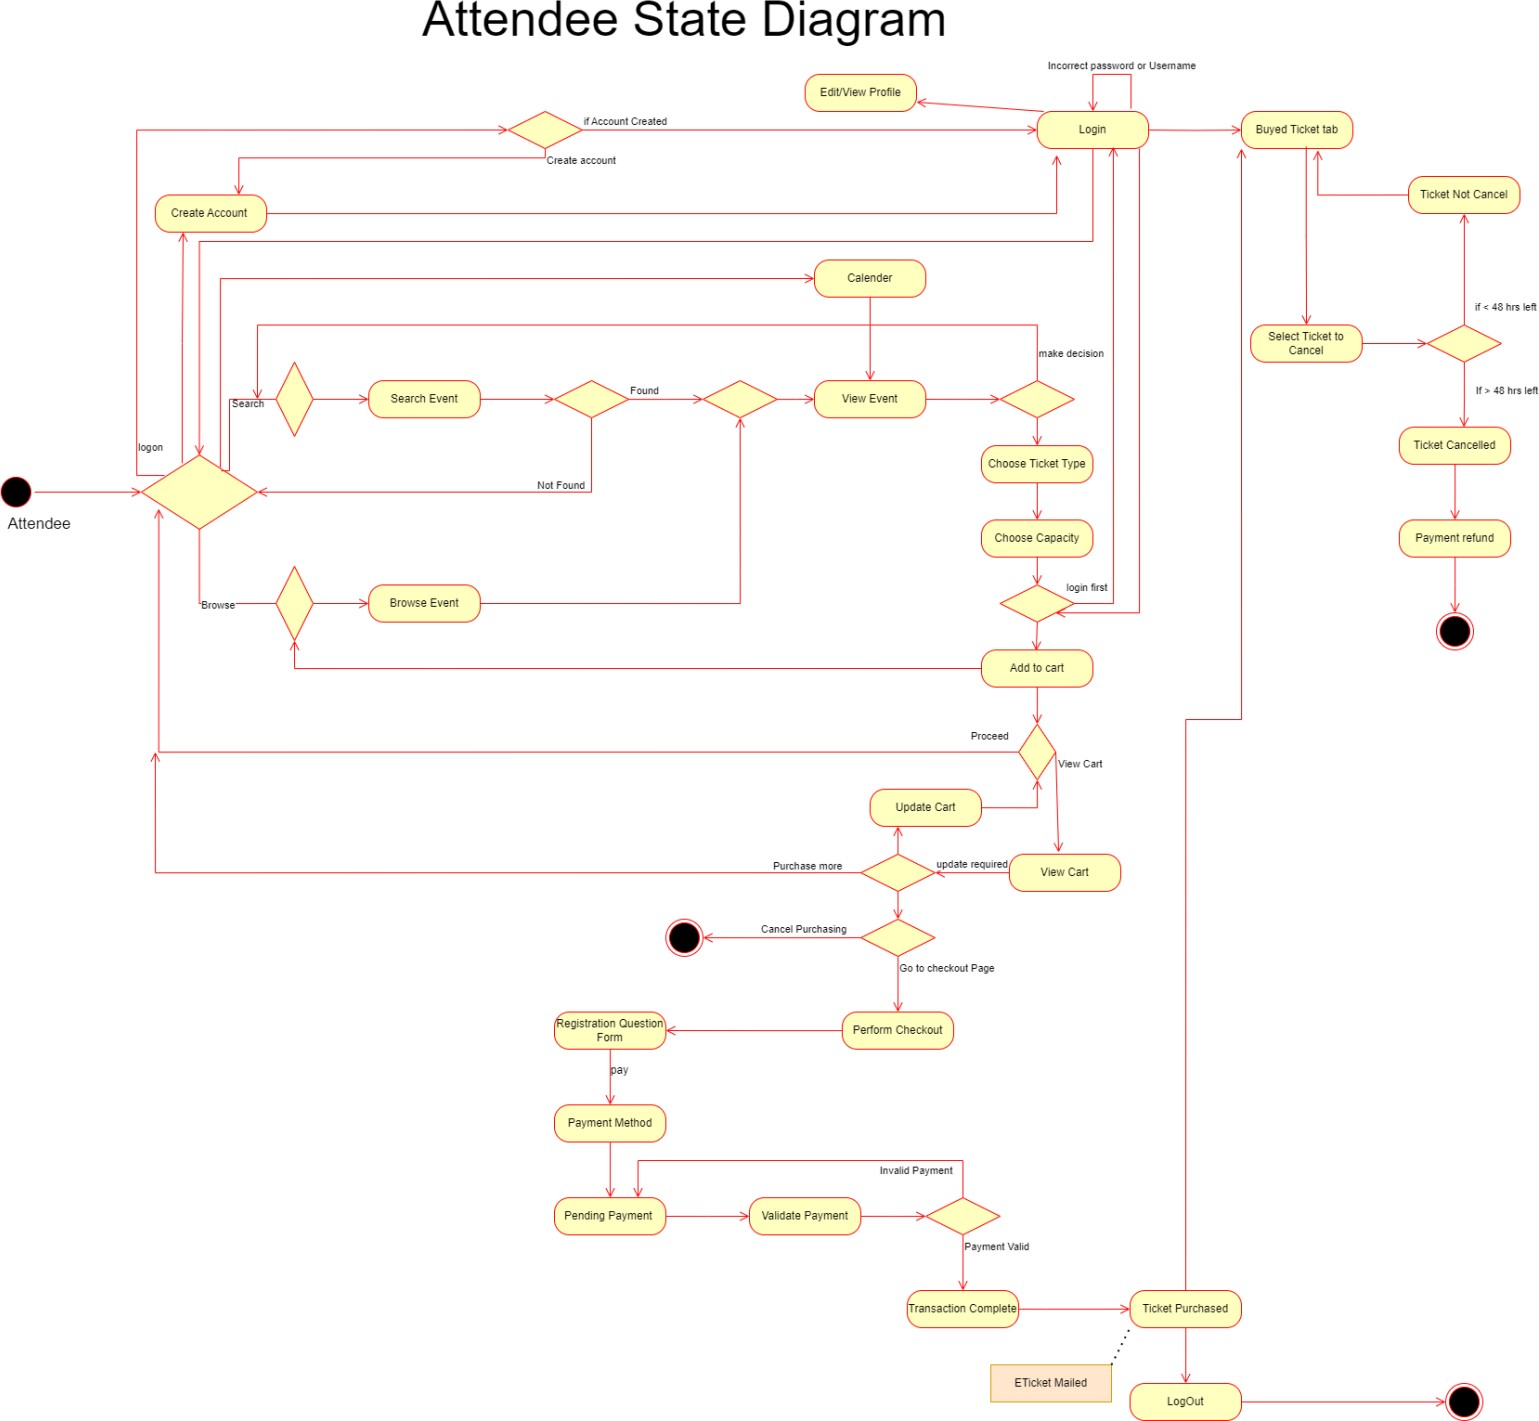 Attendee State Diagram
Incorrect password or Username
Edit/View Profile
if Account Created
Login
Buyed Ticket tab
Create account
Ticket Not Cancel
Create Account
Calender
if < 48 hrs left
Select Ticket to
Cancel
make decision
If > 48 hrs left
Found
Search
Search Event
View Event
logon
Ticket Cancelled
Choose Ticket Type
Not Found
Attendee
Choose Capacity
Payment refund
login first
Browse
Browse Event
Add to cart
Proceed
View Cart
Update Cart
Purchase more
update required
View Cart
Cancel Purchasing
Go to checkout Page
Registration Question
Form
Perform Checkout
pay
Payment Method
Invalid Payment
Pending Payment
Validate Payment
Payment Valid
Transaction Complete
Ticket Purchased
ETicket Mailed
LogOut